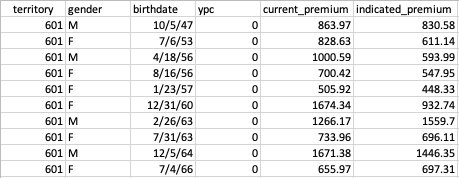 territory gender birthdate ypc current_premium indicated_premium
601 M 10/5/47 0 863.97 830.58
601 F 7/6/53 0 828.63 611.14
601 M 4/18/56 0 1000.59 593.99
601 F 8/16/56 0 700.42 547.95
601 F 1/23/57 0 505.92 448.33
601 F 12/31/60 0 1674.34 932.74
601 M 2/26/63 0 1266.17 1559.7
601 F 7/31/63 0 733.96 696.11
601 M 12/5/64 0 1671.38 1446.35
601 F 7/4/66 0 655.97 697.31